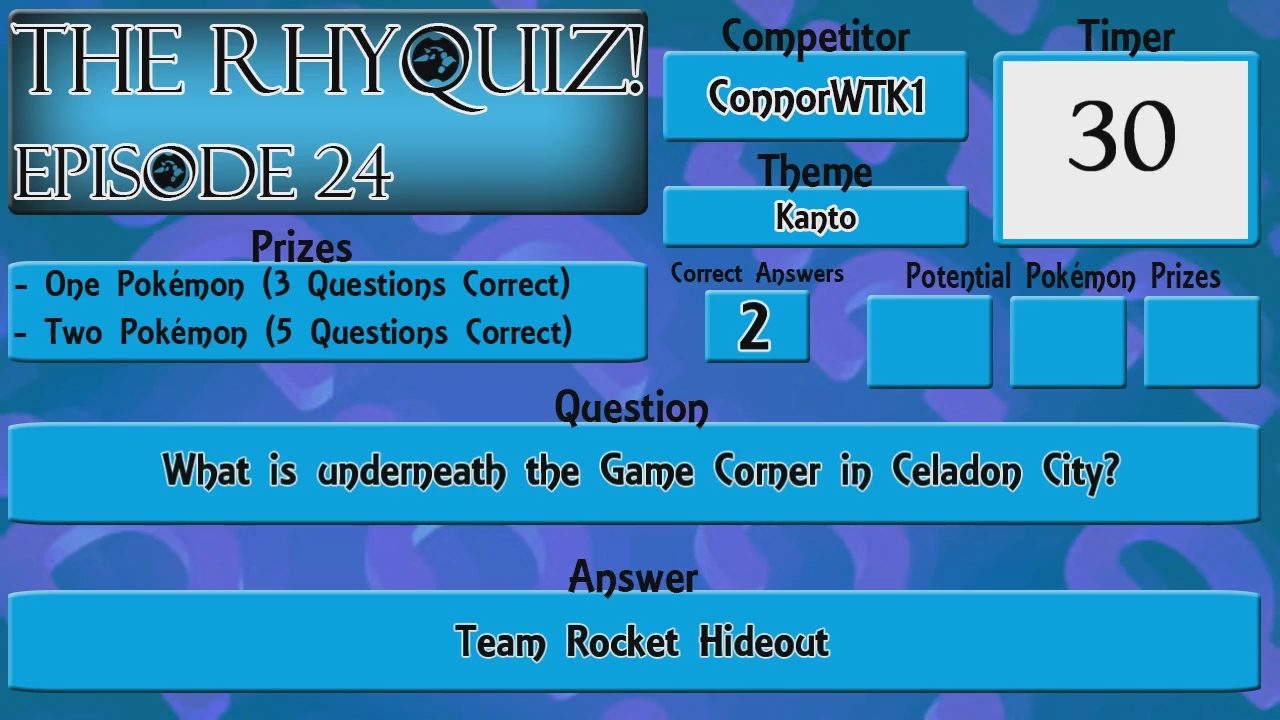 THE RHYQUIZ!
EPISODE 24
Competitor
ConnorWTK1
Timer
30
Theme
Kanto
Prizes
- One Pokémon (3 Questions Correct)
- Two Pokémon (5 Questions Correct)
Correct Answers
2
Potential Pokémon Prizes
Question
What is underneath the Game Corner in Celadon City?
Answer
Team Rocket Hideout